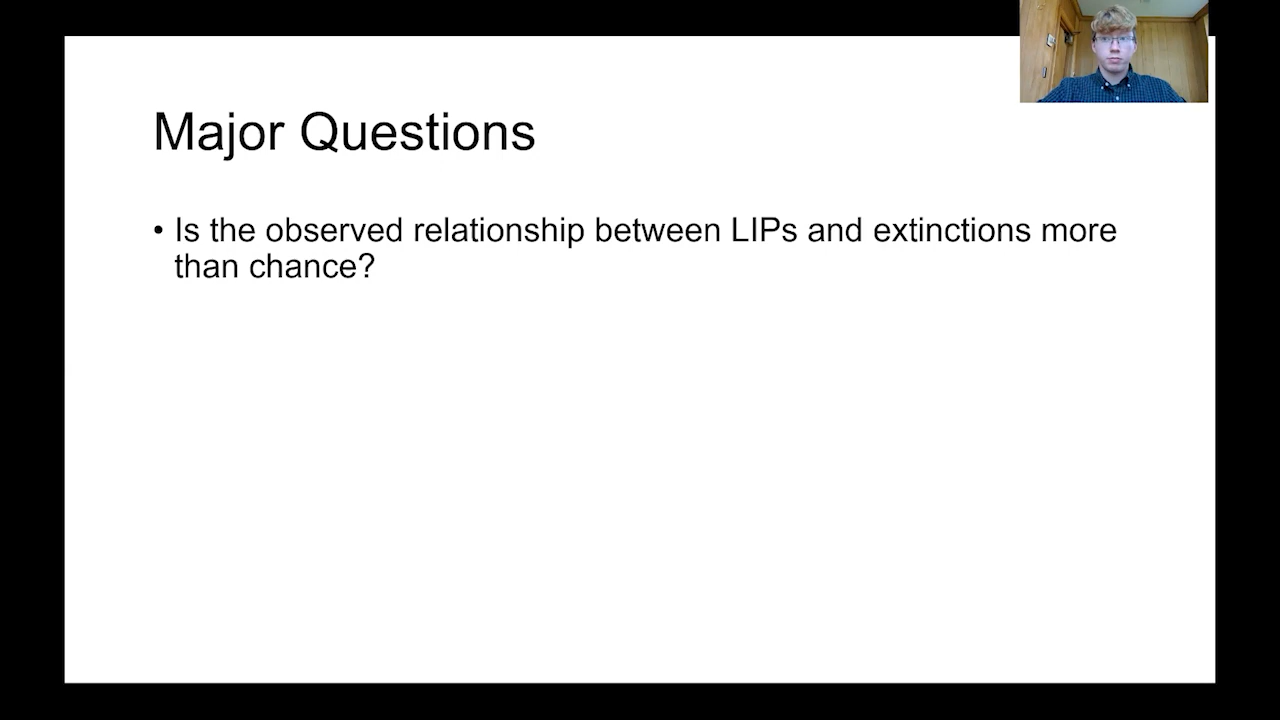 Major Questions
• Is the observed relationship between LIPs and extinctions more
than chance?